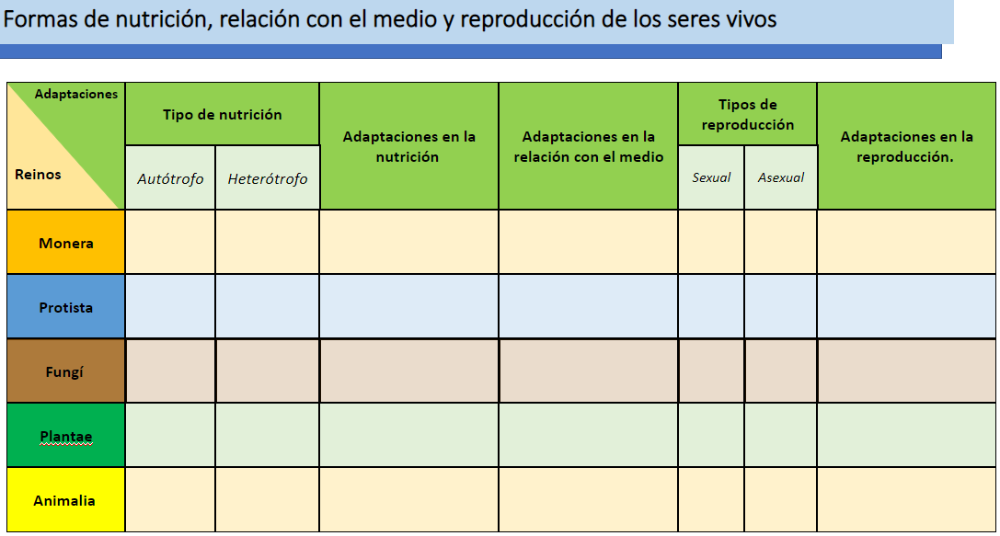 Formas de nutrición, relación con el medio y reproducción de los seres vivos
Adaptaciones
Reinos
Tipo de nutrición
Autótrofo
Heterótrofo
Adaptaciones en la
nutrición
Adaptaciones en la
relación con el medio
Tipos de
reproducción
Sexual
Asexual
Adaptaciones en la
reproducción.
Monera
Protista
Fungí
Plantae
Animalia